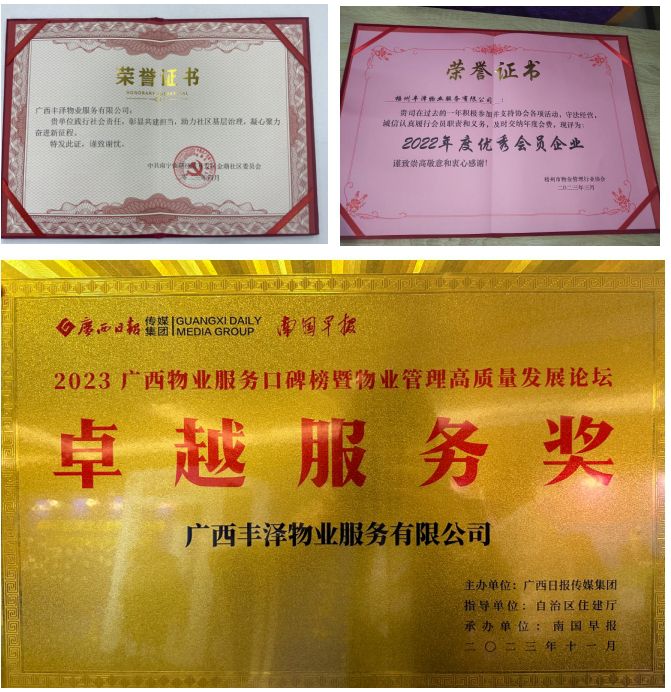 荣誉证书
HONORARY CREDENTIAL
广西丰泽物业服务有限公司:
贵单位践行社会责任，彰显共建担当，助力社区基层治理，凝心聚力
奋进新征程。
特发此证，谨致谢忱。
金湖社区委员会
荣誉证书
梧州丰泽物业服务有限公司:
贵司在过去的一年积极参加并支持协会各项活动，守法经营，
诚信认真履行会员职责和义务，及时交纳年度会费，现评为:
2022年度优秀会员企业
谨致崇高敬意和衷心感谢！
梧州市物业管理行业协会
二〇二三年三月
广西日报 传媒集团 GUANGXI DAILY MEDIA GROUP 南国早报
2023 广西物业服务口碑榜暨物业管理高质量发展论坛
卓越服务奖
广西丰泽物业服务有限公司
主办单位：广西日报传媒集团
指导单位：自治区住建厅
承办单位：南国早报
二〇二三年十一月